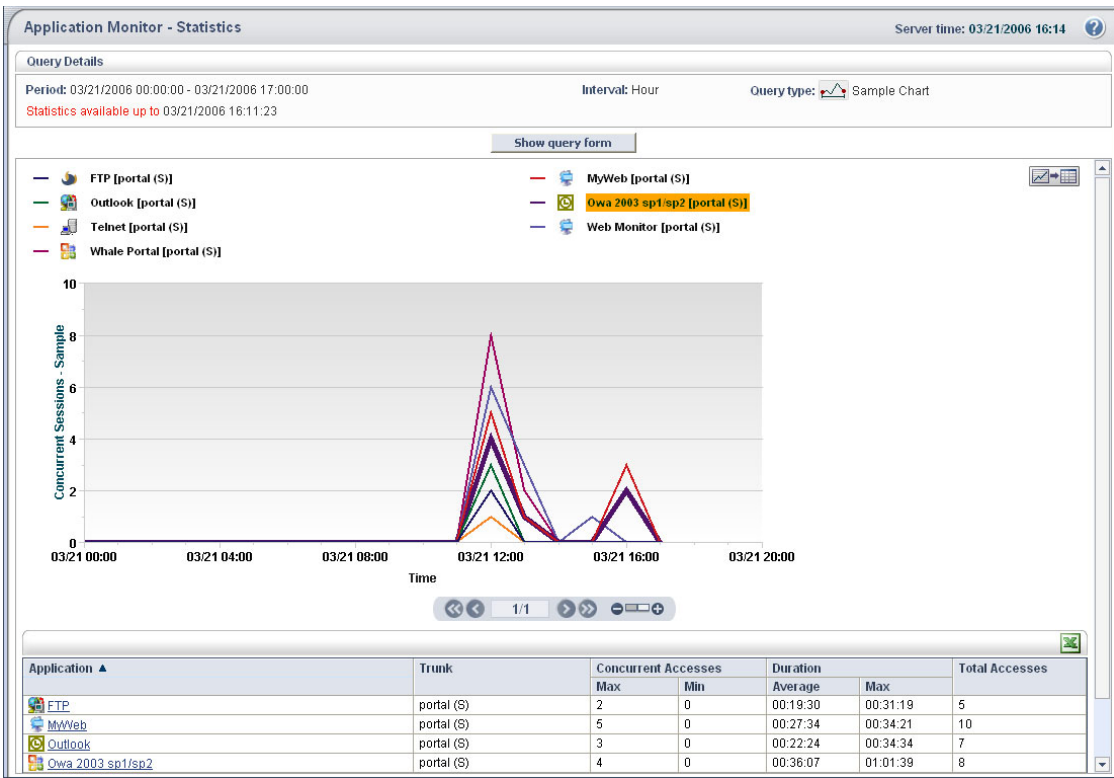 Application Monitor - Statistics Server time: 03/21/2006 16:14 ?
Query Details
Period: 03/21/2006 00:00:00 - 03/21/2006 17:00:00 Interval: Hour Query type: Sample Chart
Statistics available up to 03/21/2006 16:11:23
Show query form
FTP [portal (S)] MyWeb [portal (S)]
Outlook [portal (S)] Owa 2003 sp1/sp2 [portal (S)]
Telnet [portal (S)] Web Monitor [portal (S)]
Whale Portal [portal (S)]
10
8
6
4
2
0
Concurrent Sessions - Sample
03/21 00:00 03/21 04:00 03/21 08:00 03/21 12:00 03/21 16:00 03/21 20:00
Time
1/1
Application Trunk Concurrent Accesses Duration Total Accesses
Max Min Average Max
FTP portal (S) 2 0 00:19:30 00:31:19 5
MyWeb portal (S) 5 0 00:27:34 00:34:21 10
Outlook portal (S) 3 0 00:22:24 00:34:34 7
Owa 2003 sp1/sp2 portal (S) 4 0 00:36:07 01:01:39 8